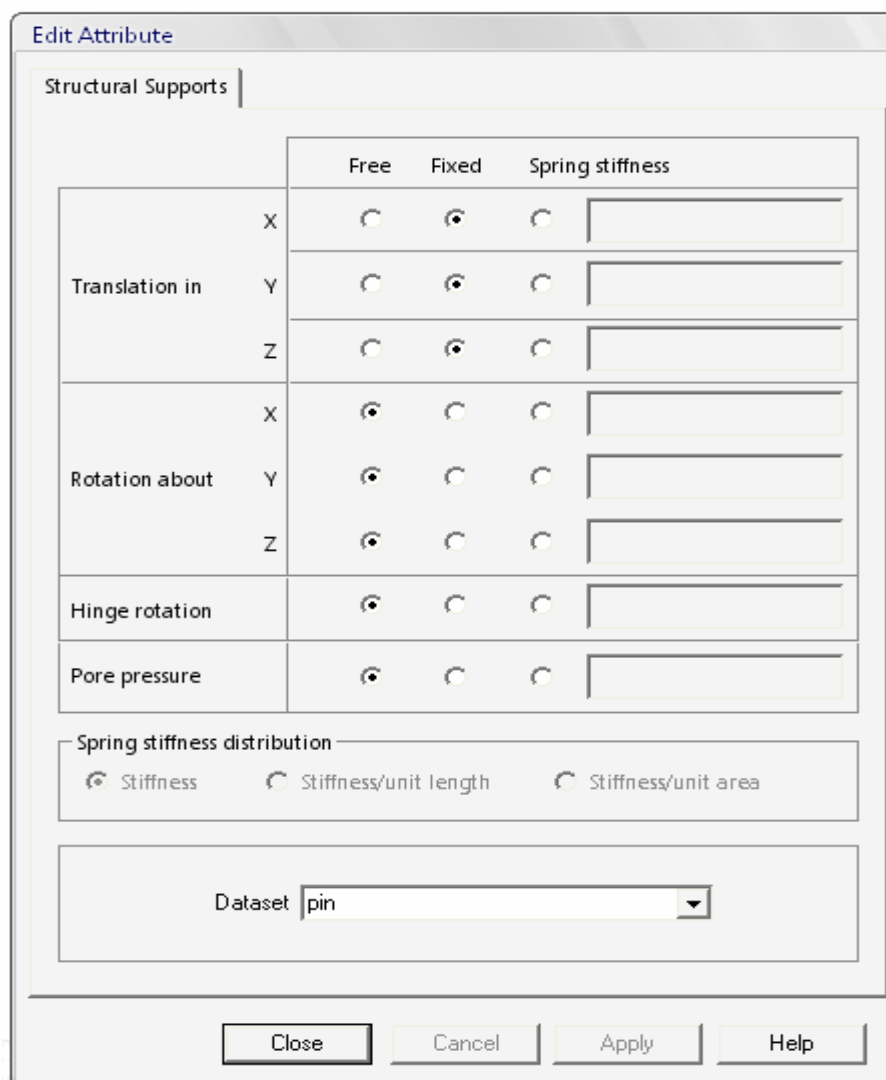 Edit Attribute
Structural Supports
Free Fixed Spring stiffness
X
Translation in Y
Z
X
Rotation about Y
Z
Hinge rotation
Pore pressure
Spring stiffness distribution
Stiffness Stiffness/unit length Stiffness/unit area
Dataset pin
Close Cancel Apply Help